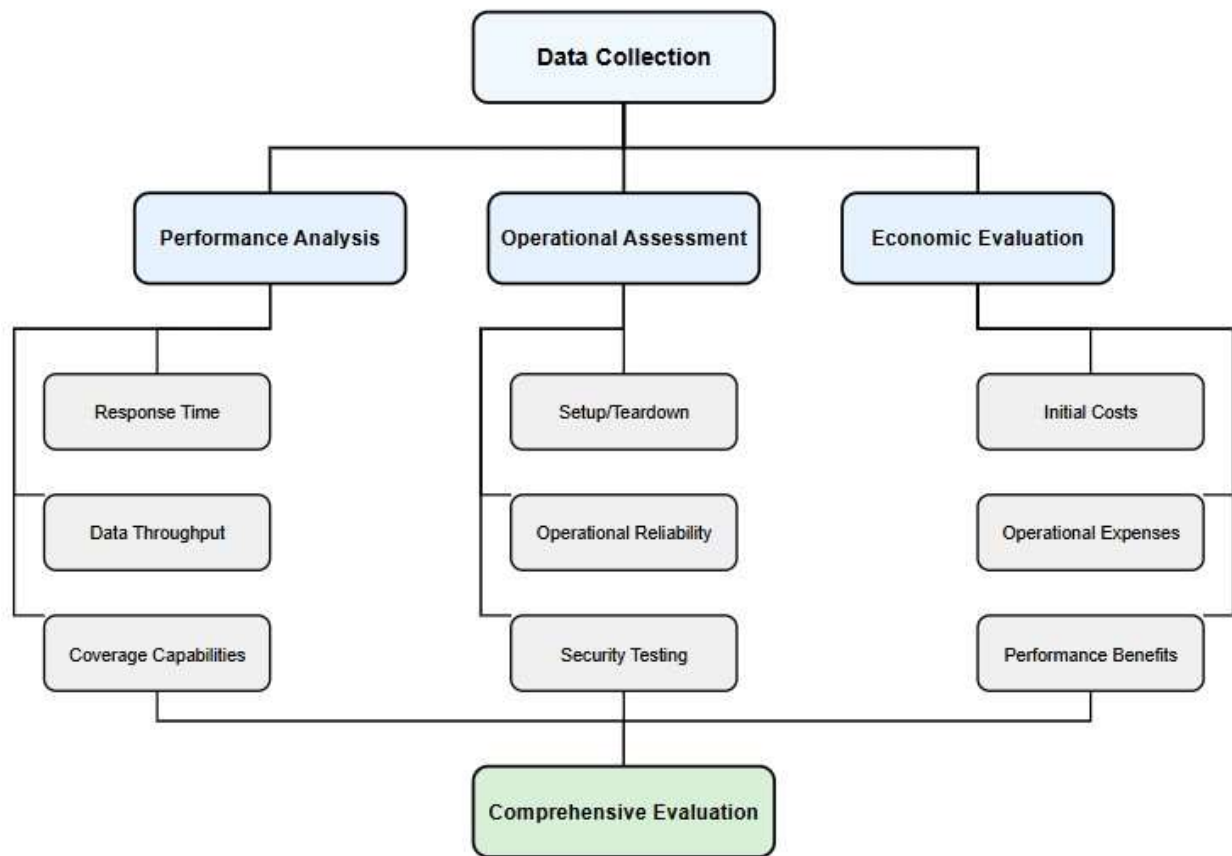 Data Collection
Performance Analysis
Operational Assessment
Economic Evaluation
Response Time
Setup/Teardown
Initial Costs
Data Throughput
Operational Reliability
Operational Expenses
Coverage Capabilities
Security Testing
Performance Benefits
Comprehensive Evaluation